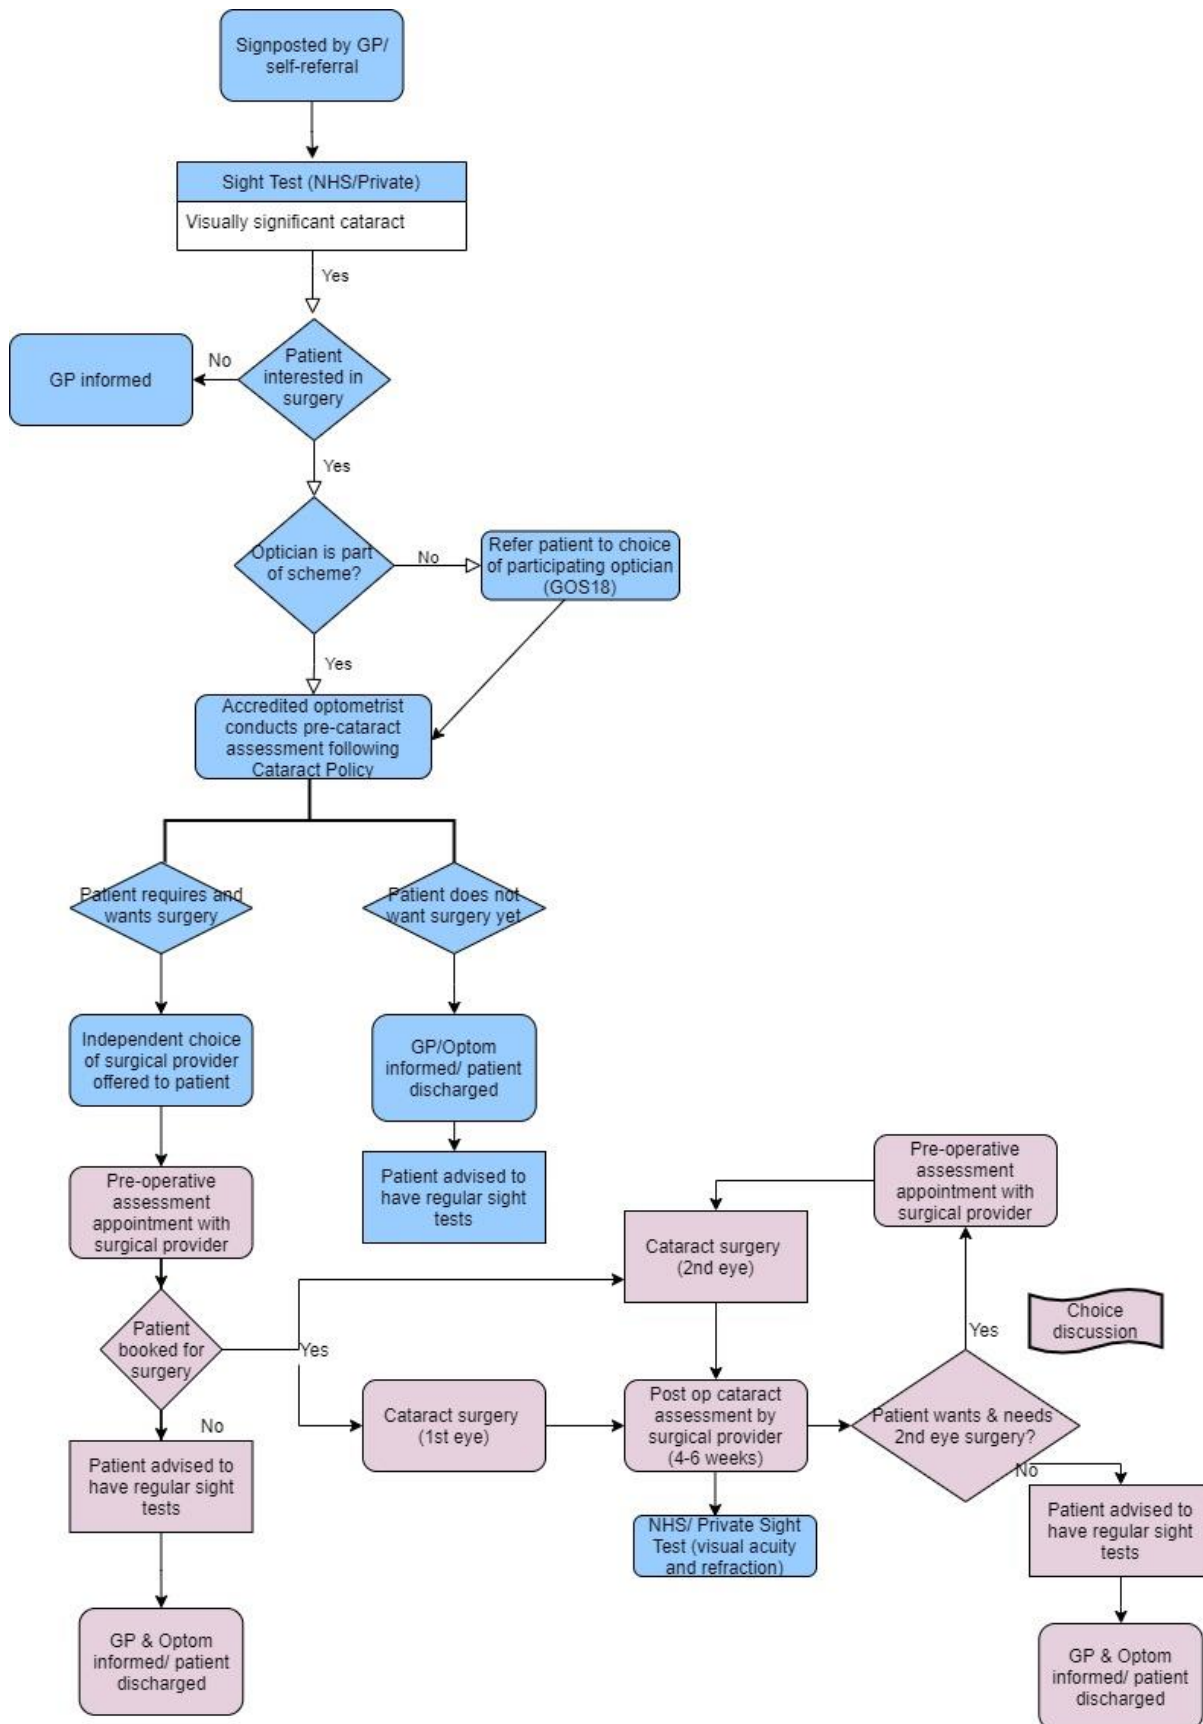 Signposted by GP/
self-referral
Sight Test (NHS/Private)
Visually significant cataract
Yes
Patient
interested in
surgery
No
GP informed
Yes
Optician is part
of scheme?
No
Refer patient to choice
of participating optician
(GOS18)
Yes
Accredited optometrist
conducts pre-cataract
assessment following
Cataract Policy
Patient requires and
wants surgery
Patient does not
want surgery yet
Independent choice
of surgical provider
offered to patient
GP/Optom
informed/ patient
discharged
Pre-operative
assessment
appointment with
surgical provider
Patient advised to
have regular sight
tests
Pre-operative
assessment
appointment with
surgical provider
Cataract surgery
(2nd eye)
Choice
discussion
Patient
booked for
surgery
Yes
Yes
Cataract surgery
(1st eye)
Post op cataract
assessment by
surgical provider
(4-6 weeks)
Patient wants & needs
2nd eye surgery?
No
No
Patient advised to
have regular sight
tests
NHS/ Private Sight
Test (visual acuity
and refraction)
Patient advised to
have regular sight
tests
GP & Optom
informed/ patient
discharged
GP & Optom
informed/ patient
discharged